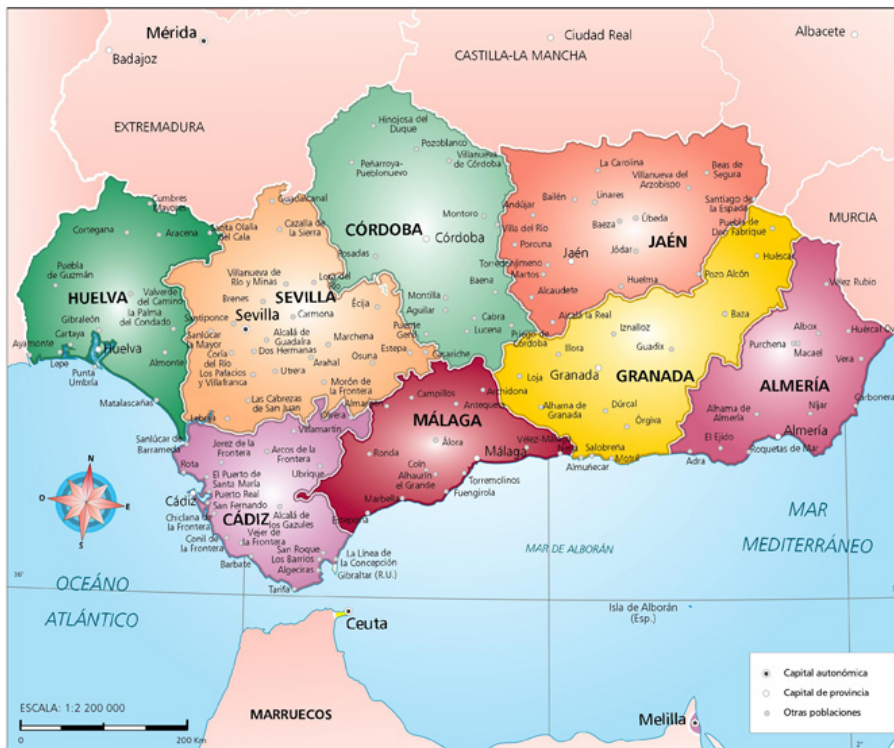 Mérida
Badajoz
Ciudad Real
CASTILLA-LA MANCHA
Albacete
EXTREMADURA
MURCIA
Hinojosa del
Duque
Pozoblanco
Villanueva
de Córdoba
Peñarroya-
Pueblonuevo
CÓRDOBA
Montoro
Córdoba
Posadas
Baena
Montilla
Aguilar
Cabra
Lucena
Puente
Genil
Priego de
Córdoba
La Carolina
Beas de
Segura
Villanueva del
Arzobispo
Bailén
Linares
Andújar
Santiago de
la Espada
Villa del Río
Úbeda
Baeza
Porcuna
JAÉN
Jaén
Jódar
Torredonjimeno
Martos
Huelma
Pozo Alcón
Alcaudete
Alcalá la Real
Cumbres
Mayores
Cortegana
Aracena
Santa Olalla
del Cala
Puebla
de Guzmán
HUELVA
Valverde
del Camino
la Palma
del Condado
Gibraleón
Cartaya
Ayamonte
Lepe
Huelva
Punta
Umbría
Almonte
Matalascañas
Guadalcanal
Cazalla de
la Sierra
Villanueva de
Río y Minas
Lora del
Río
SEVILLA
Brenes
Écija
Carmona
Santiponce
Sevilla
Sanlúcar
la Mayor
Alcalá de
Guadaíra
Marchena
Coría del
Río
Dos Hermanas
Estepa
Casariche
Osuna
Arahal
Los Palacios
y Villafranca
Utrera
Morón de
la Frontera
Las Cabezas
de San Juan
Lebrija
Puebla de
Don Fabrique
Huéscar
Baza
Iznalloz
Illora
Guadix
Loja
Granada
GRANADA
Alhama de
Granada
Dúrcal
Órgiva
Salobreña
Motril
Almuñecar
Vélez Rubio
Albox
Huércal Ov
Purchena
Macael
Vera
ALMERÍA
Carbonera
Alhama de
Almería
Níjar
Almería
El Ejido
Roquetas de Mar
Adra
Archidona
Campillos
Antequera
MÁLAGA
Álora
Ronda
Vélez-Málaga
Nerja
Málaga
Coín
Alhaurín
el Grande
Torremolinos
Fuengirola
Marbella
Estepona
Olvera
Villamartin
Sanlúcar de
Barrameda
Jerez de la
Frontera
Arcos de la
Frontera
Rota
Ubrique
El Puerto de
Santa María
Cádiz
Puerto Real
San Fernando
CÁDIZ
Alcalá de
los Gazules
Chiclana de
la Frontera
Conil de
la Frontera
Vejer de
la Frontera
San Roque
Los Barrios
Barbate
Algeciras
La Línea de
la Concepción
Gibraltar (R.U.)
Tarifa
N
O
E
S
MAR
MEDITERRÁNEO
MAR DE ALBORÁN
OCEÁNO
ATLÁNTICO
36'
Isla de Alborán
(Esp.)
Ceuta
MARRUECOS
Melilla
ESCALA: 1:2 200 000
0
200 Km
Capital autonómica
Capital de provincia
Otras poblaciones
2°